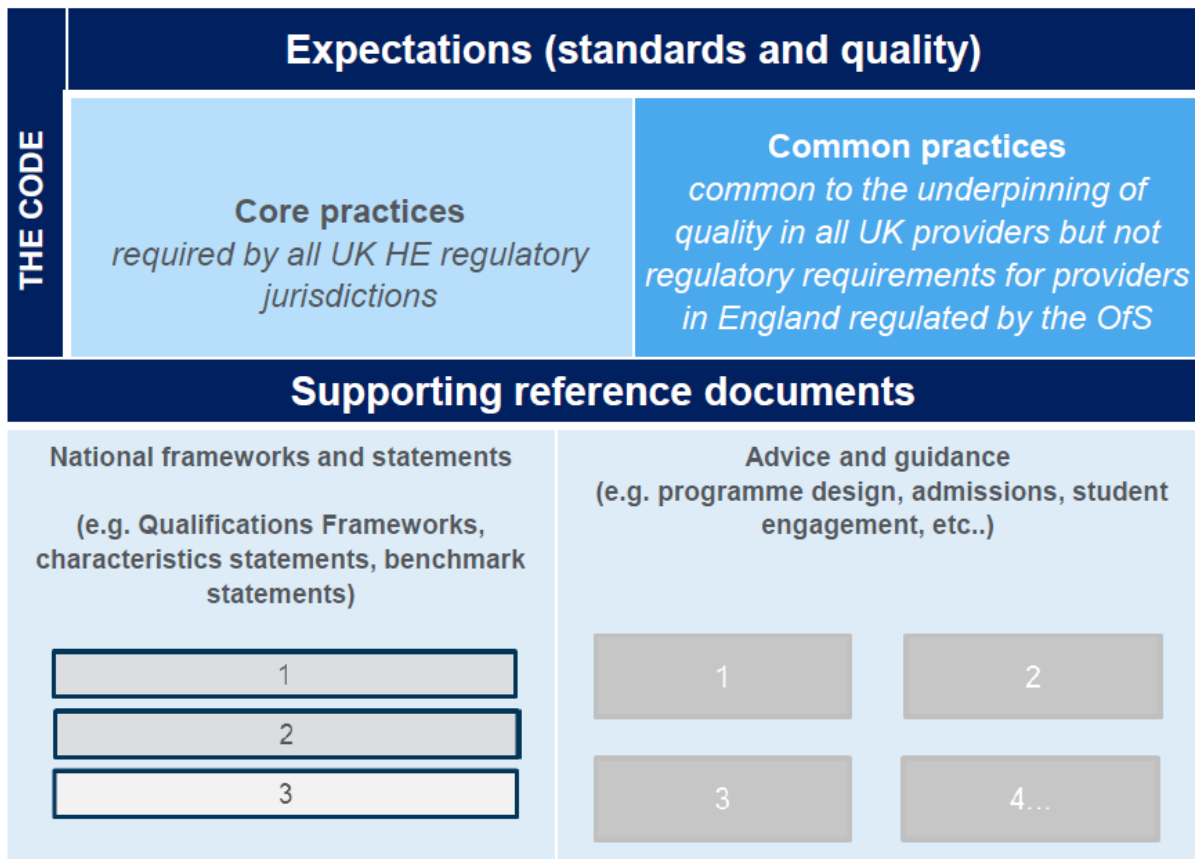 Expectations (standards and quality)
THE CODE
Core practices
required by all UK HE regulatory
jurisdictions
Common practices
common to the underpinning of
quality in all UK providers but not
regulatory requirements for providers
in England regulated by the OfS
Supporting reference documents
National frameworks and statements
(e.g. Qualifications Frameworks,
characteristics statements, benchmark
statements)
1
2
3
Advice and guidance
(e.g. programme design, admissions, student
engagement, etc..)
1
2
3
4...